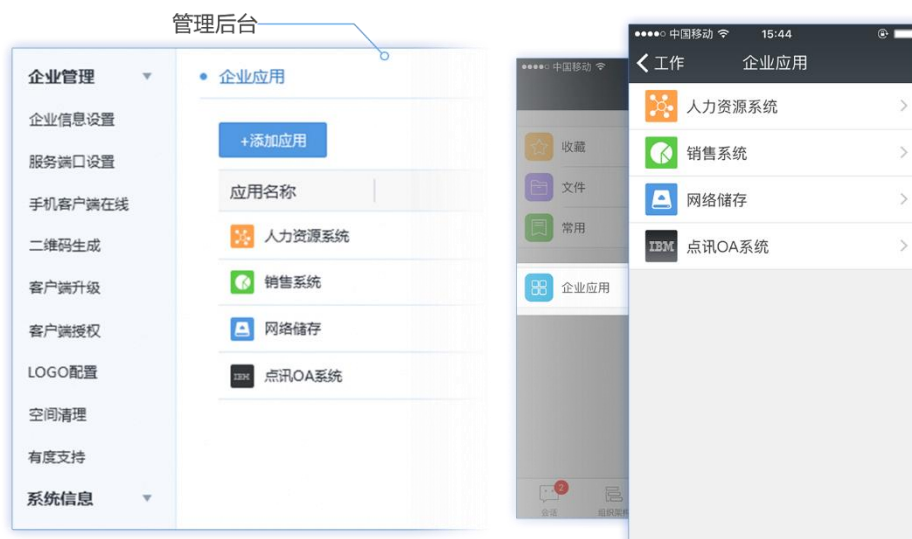 管理后台
企业管理
企业信息设置
服务端口设置
手机客户端在线
二维码生成
客户端升级
客户端授权
LOGO配置
空间清理
有度支持
系统信息
企业应用
+添加应用
应用名称
人力资源系统
销售系统
网络储存
IBM 点讯OA系统
中国移动
收藏
文件
常用
企业应用
2
会话
组织架构
中国移动 15:44
工作 企业应用
人力资源系统
销售系统
网络储存
IBM 点讯OA系统